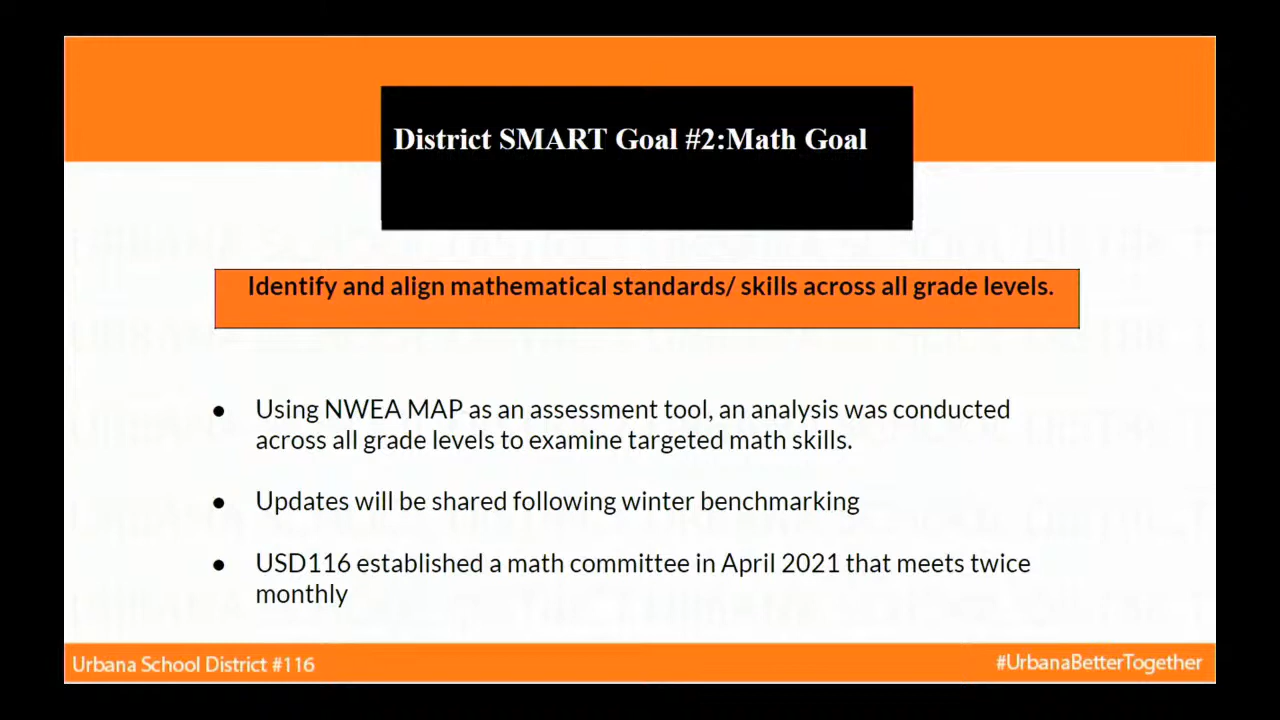 District SMART Goal #2:Math Goal
Identify and align mathematical standards/ skills across all grade levels.
● Using NWEA MAP as an assessment tool, an analysis was conducted
across all grade levels to examine targeted math skills.
● Updates will be shared following winter benchmarking
● USD116 established a math committee in April 2021 that meets twice
monthly
Urbana School District #116
#UrbanaBetterTogether